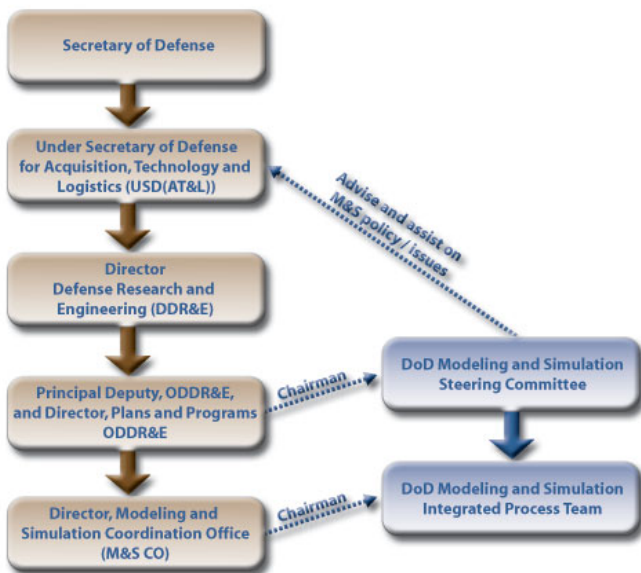 Secretary of Defense
Under Secretary of Defense
for Acquisition, Technology and
Logistics (USD(AT&L))
Advise and assist on
M&S policy / issues
Director
Defense Research and
Engineering (DDR&E)
Principal Deputy, ODDR&E,
and Director, Plans and Programs
ODDR&E
Chairman
DoD Modeling and Simulation
Steering Committee
Director, Modeling and
Simulation Coordination Office
(M&S CO)
Chairman
DoD Modeling and Simulation
Integrated Process Team